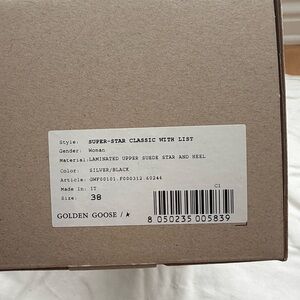 Style: SUPER-STAR CLASSIC WITH LIST
Gender: Woman
Material: LAMINATED UPPER SUEDE STAR AND HEEL
Color: SILVER/BLACK
Article: GWF00101.F000312.60246
Made in: IT C1
Size: 38
GOLDEN GOOSE / ★ 8 050235 005839